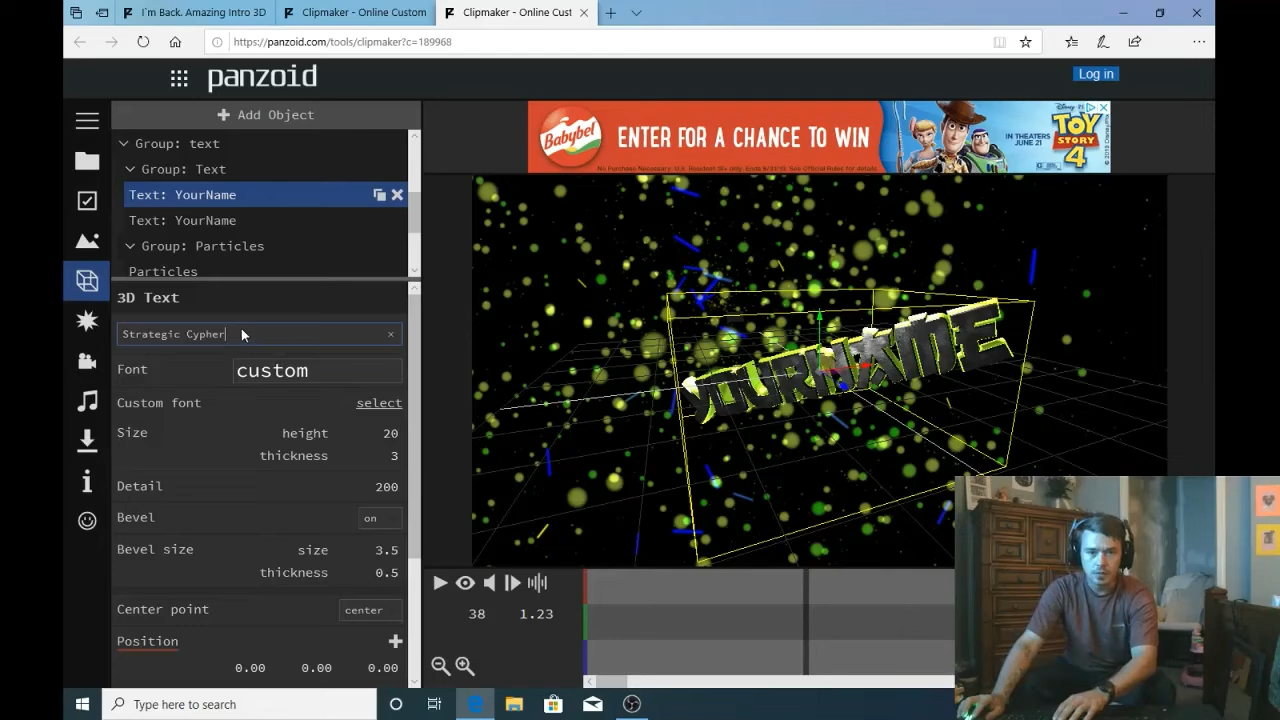 I'm Back. Amazing Intro 3D
Clipmaker - Online Custom
Clipmaker - Online Cust
https://panzoid.com/tools/clipmaker?c=189968
panzoid
Log in
Add Object
Group: text
Group: Text
Text: YourName
Text: YourName
Group: Particles
Particles
Babybel
ENTER FOR A CHANCE TO WIN
Disney
IN THEATERS
JUNE 21
TOY
STORY
4
3D Text
Strategic Cypher
Font custom
Custom font select
Size height 20
thickness 3
Detail 200
Bevel on
Bevel size size 3.5
thickness 0.5
Center point center
Position
0.00 0.00 0.00
YOURNAME
38 1.23
Type here to search